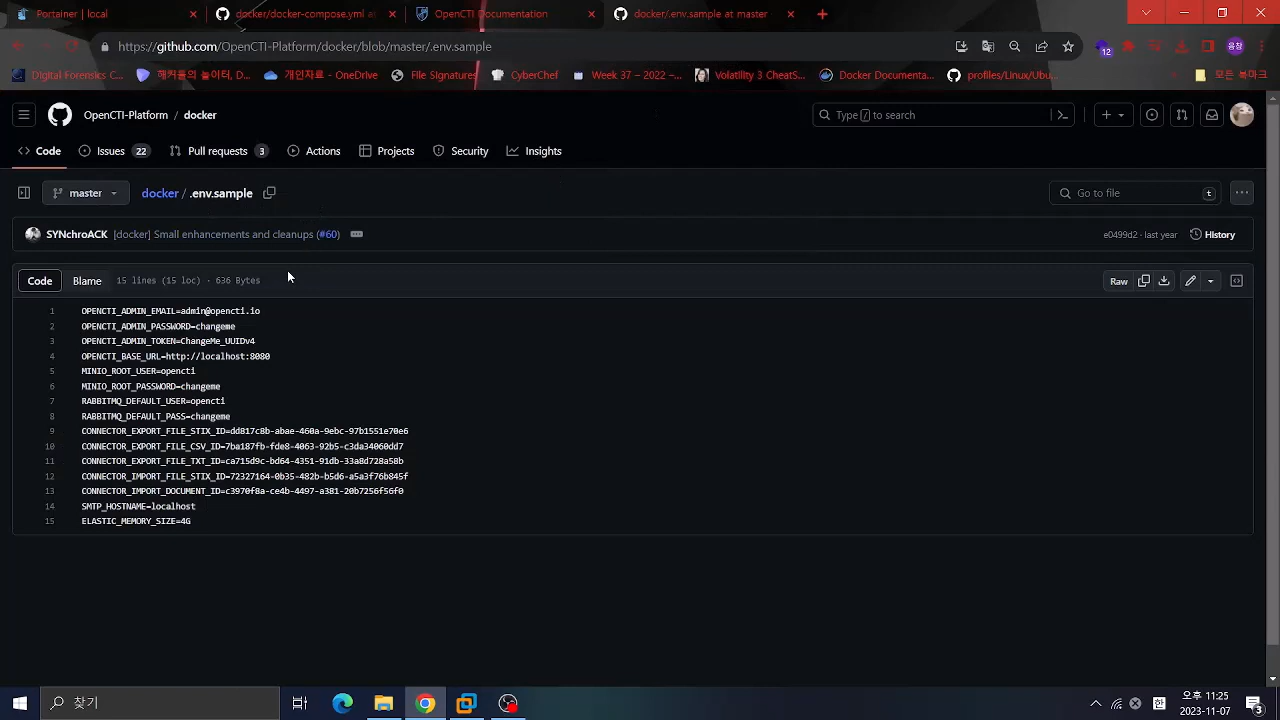 Portainer | local
docker/docker-compose.yml at
OpenCTI Documentation
docker/.env.sample at master
https://github.com/OpenCTI-Platform/docker/blob/master/.env.sample
Digital-Forensics C...
해커들의 놀이터, D...
개인자료 - OneDrive
File Signatures
CyberChef
Week 37 – 2022 –...
Volatility 3 CheatS...
Docker Documenta...
profiles/Linux/Ubu...
모든 북마크
12
음장
OpenCTI-Platform / docker
Type / to search
Code
Issues 22
Pull requests 3
Actions
Projects
Security
Insights
master
docker / .env.sample
Go to file
t
SYNchroACK [docker] Small enhancements and cleanups (#60)
e0499d2 · last year
History
Code
Blame
15 lines (15 loc) · 636 Bytes
Raw
1 OPENCTI_ADMIN_EMAIL=admin@opencti.io
2 OPENCTI_ADMIN_PASSWORD=changeme
3 OPENCTI_ADMIN_TOKEN=ChangeMe_UUIDv4
4 OPENCTI_BASE_URL=http://localhost:8080
5 MINIO_ROOT_USER=opencti
6 MINIO_ROOT_PASSWORD=changeme
7 RABBITMQ_DEFAULT_USER=opencti
8 RABBITMQ_DEFAULT_PASS=changeme
9 CONNECTOR_EXPORT_FILE_STIX_ID=dd817c8b-abae-460a-9ebc-97b1551e70e6
10 CONNECTOR_EXPORT_FILE_CSV_ID=7ba187fb-fde8-4063-92b5-c3da34060dd7
11 CONNECTOR_EXPORT_FILE_TXT_ID=ca715d9c-bd64-4351-91db-33a8d728a58b
12 CONNECTOR_IMPORT_FILE_STIX_ID=72327164-0b35-482b-b5d6-a5a3f76b845f
13 CONNECTOR_IMPORT_DOCUMENT_ID=c3970f8a-ce4b-4497-a381-20b7256f56f0
14 SMTP_HOSTNAME=localhost
15 ELASTIC_MEMORY_SIZE=4G
찾기
한
오후 11:25
2023-11-07
3